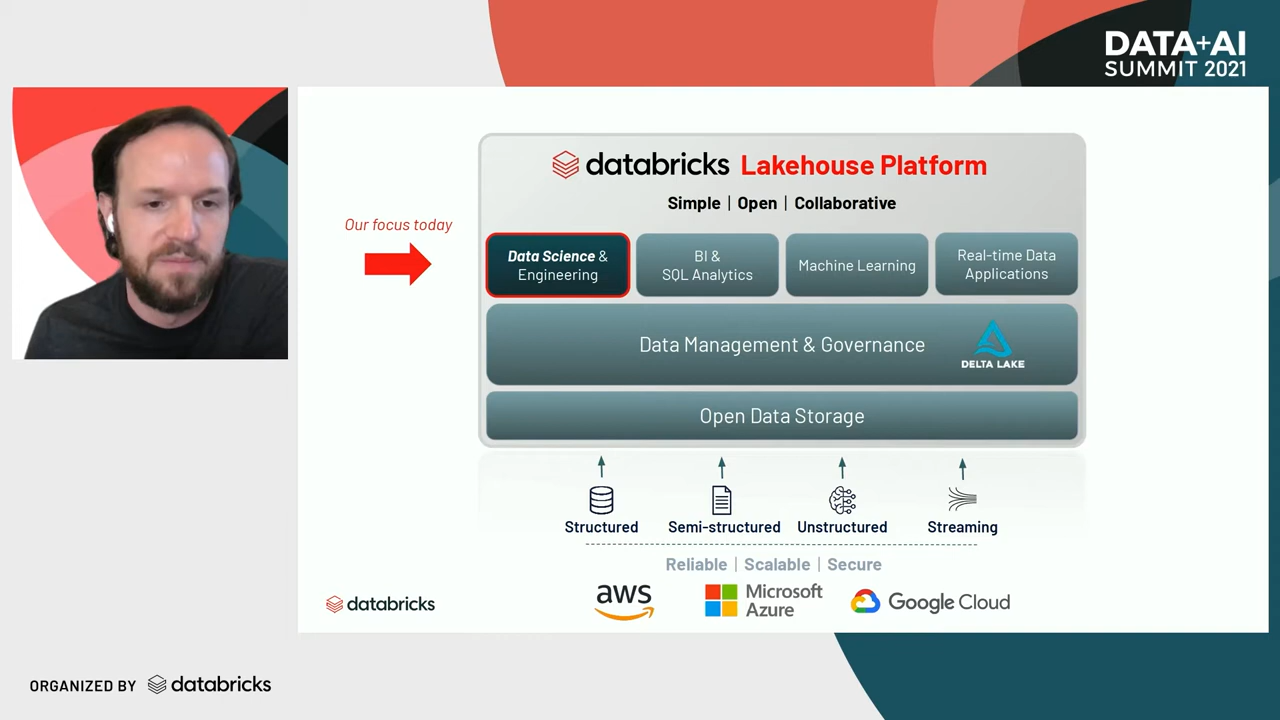 DATA+AI
SUMMIT 2021
databricks Lakehouse Platform
Simple | Open | Collaborative
Our focus today
Data Science &
Engineering
BI &
SQL Analytics
Machine Learning
Real-time Data
Applications
Data Management & Governance
DELTA LAKE
Open Data Storage
Structured
Semi-structured
Unstructured
Streaming
Reliable | Scalable | Secure
databricks
aws
Microsoft
Azure
Google Cloud
ORGANIZED BY databricks